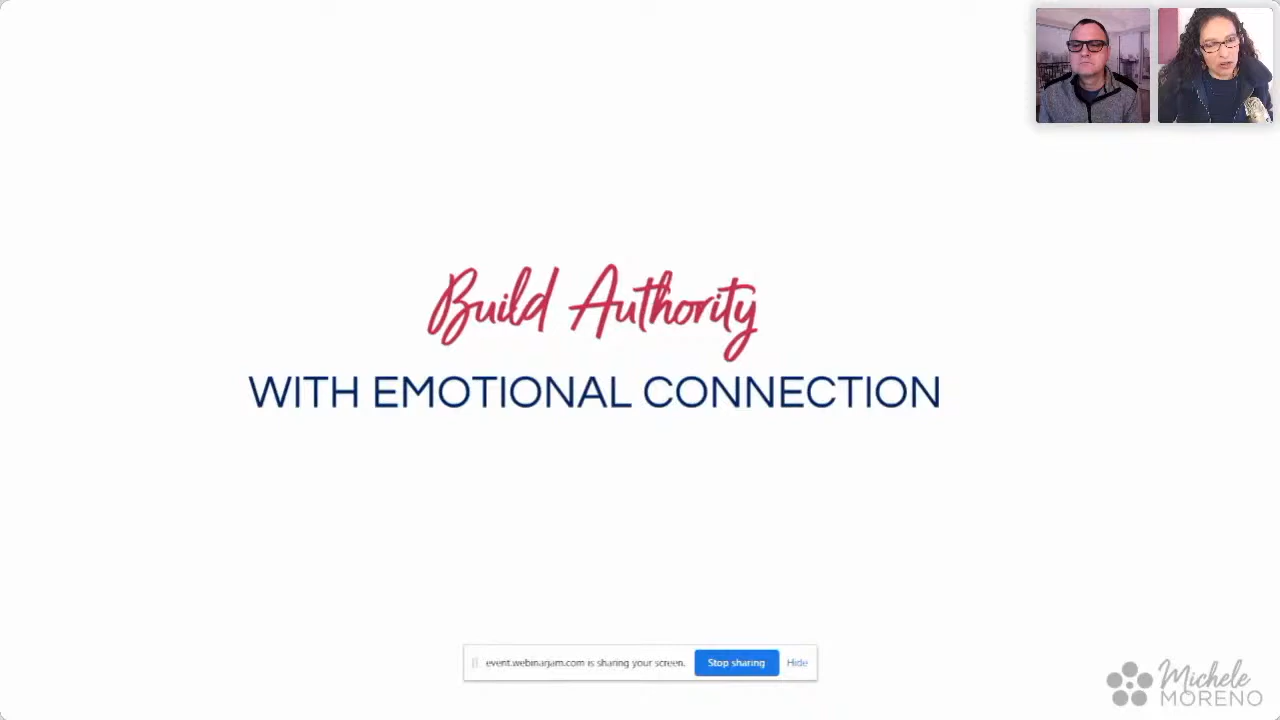 Build Authority
WITH EMOTIONAL CONNECTION
event.webinarjam.com is sharing your screen.
Stop sharing
Hide
Michele
MORENO